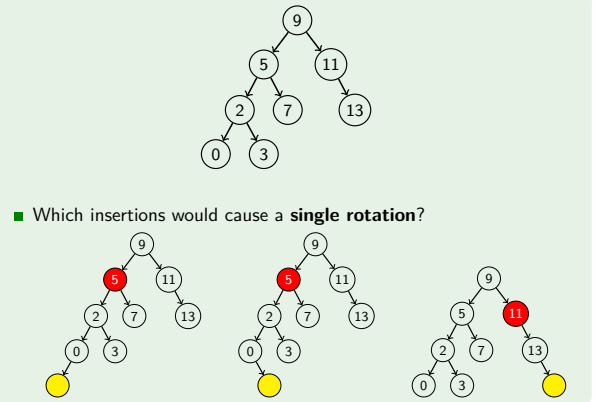 9
5 11
2 7 13
0 3
Which insertions would cause a single rotation?
9 9
5 11 5 11 9
2 7 13 2 7 13 5 11
0 3 0 3 2 7 13
0 3